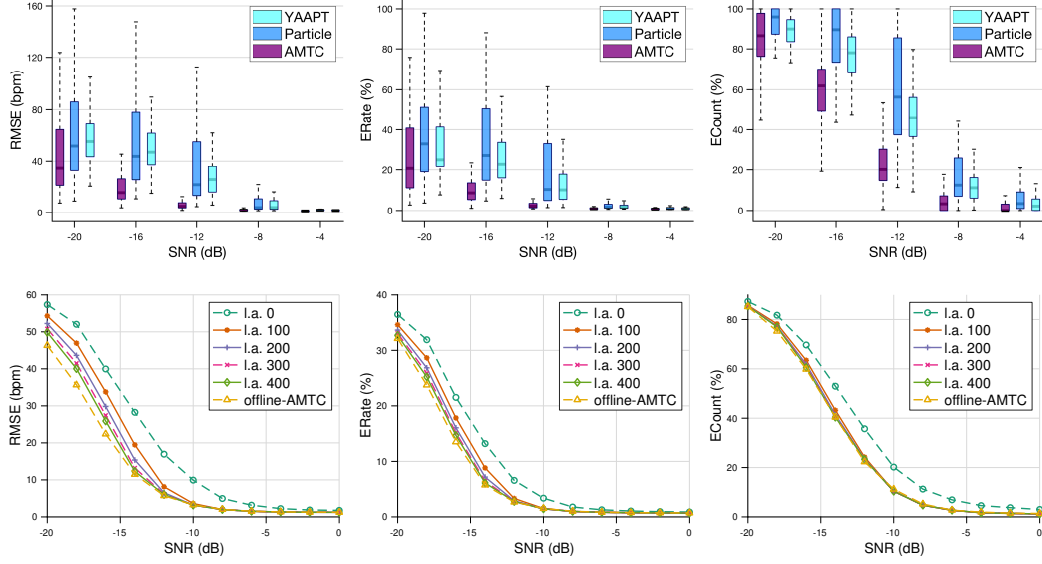 160
120
80
40
0
RMSE (bpm)
-20
-16
-12
-8
-4
SNR (dB)
YAAPT
Particle
AMTC
100
80
60
40
20
0
ERate (%)
-20
-16
-12
-8
-4
SNR (dB)
YAAPT
Particle
AMTC
100
80
60
40
20
0
ECount (%)
-20
-16
-12
-8
-4
SNR (dB)
YAAPT
Particle
AMTC
60
50
40
30
20
10
0
RMSE (bpm)
-20
-15
-10
-5
0
SNR (dB)
l.a. 0
l.a. 100
l.a. 200
l.a. 300
l.a. 400
offline-AMTC
40
30
20
10
0
ERate (%)
-20
-15
-10
-5
0
SNR (dB)
l.a. 0
l.a. 100
l.a. 200
l.a. 300
l.a. 400
offline-AMTC
80
60
40
20
0
ECount (%)
-20
-15
-10
-5
0
SNR (dB)
l.a. 0
l.a. 100
l.a. 200
l.a. 300
l.a. 400
offline-AMTC